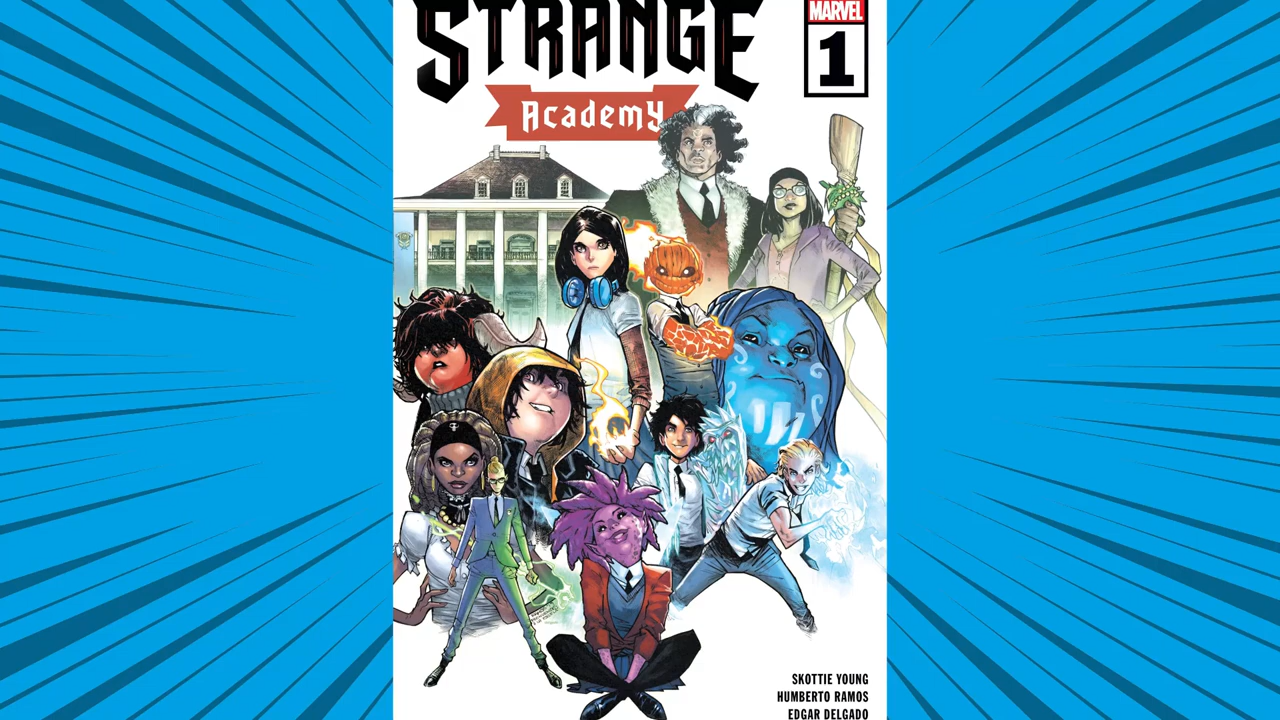 STRANGE
Academy
MARVEL
1
SKOTTIE YOUNG
HUMBERTO RAMOS
EDGAR DELGADO